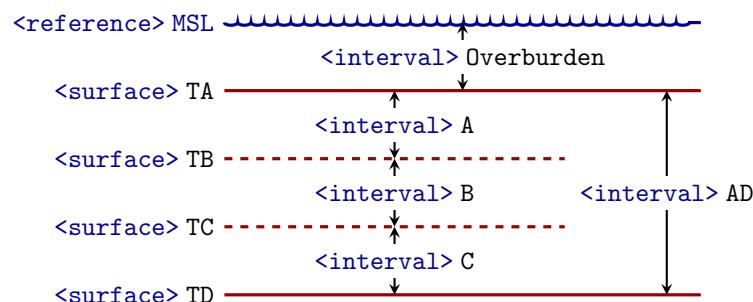 <reference> MSL
<interval> Overburden
<surface> TA
<interval> A
<surface> TB
<interval> B
<interval> AD
<surface> TC
<interval> C
<surface> TD